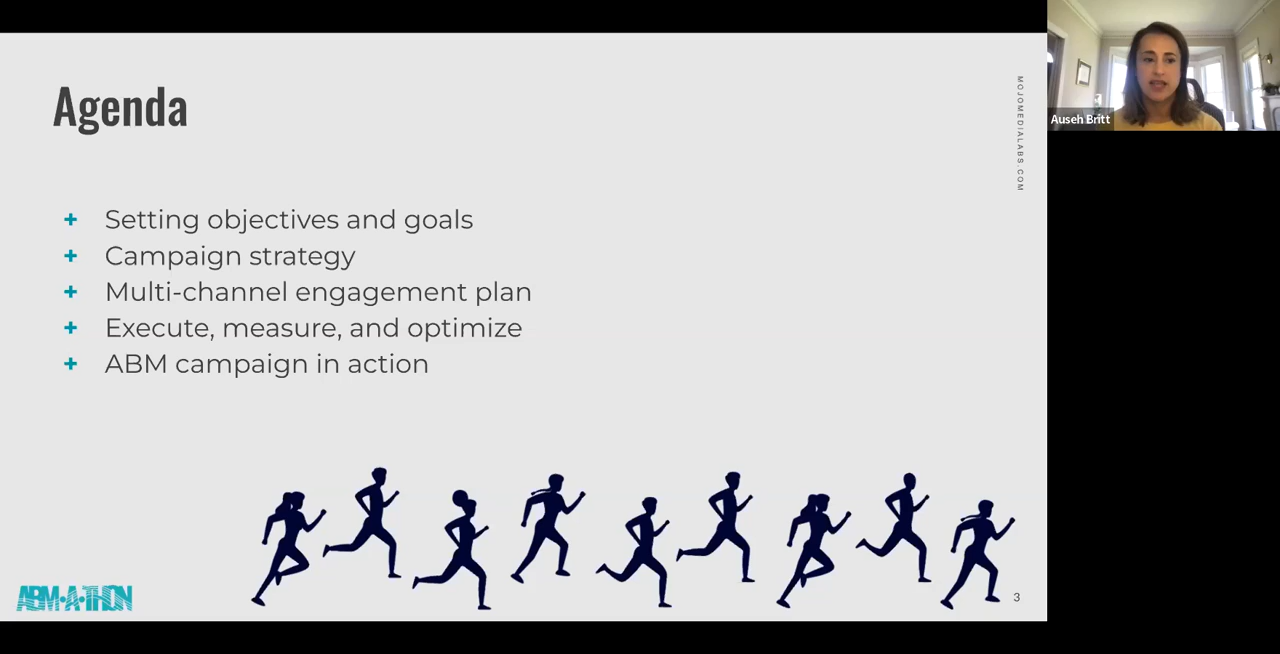 Agenda
+ Setting objectives and goals
+ Campaign strategy
+ Multi-channel engagement plan
+ Execute, measure, and optimize
+ ABM campaign in action
MOJOMEDIALABS.COM
ABM•A•THON
3
Auseh Britt